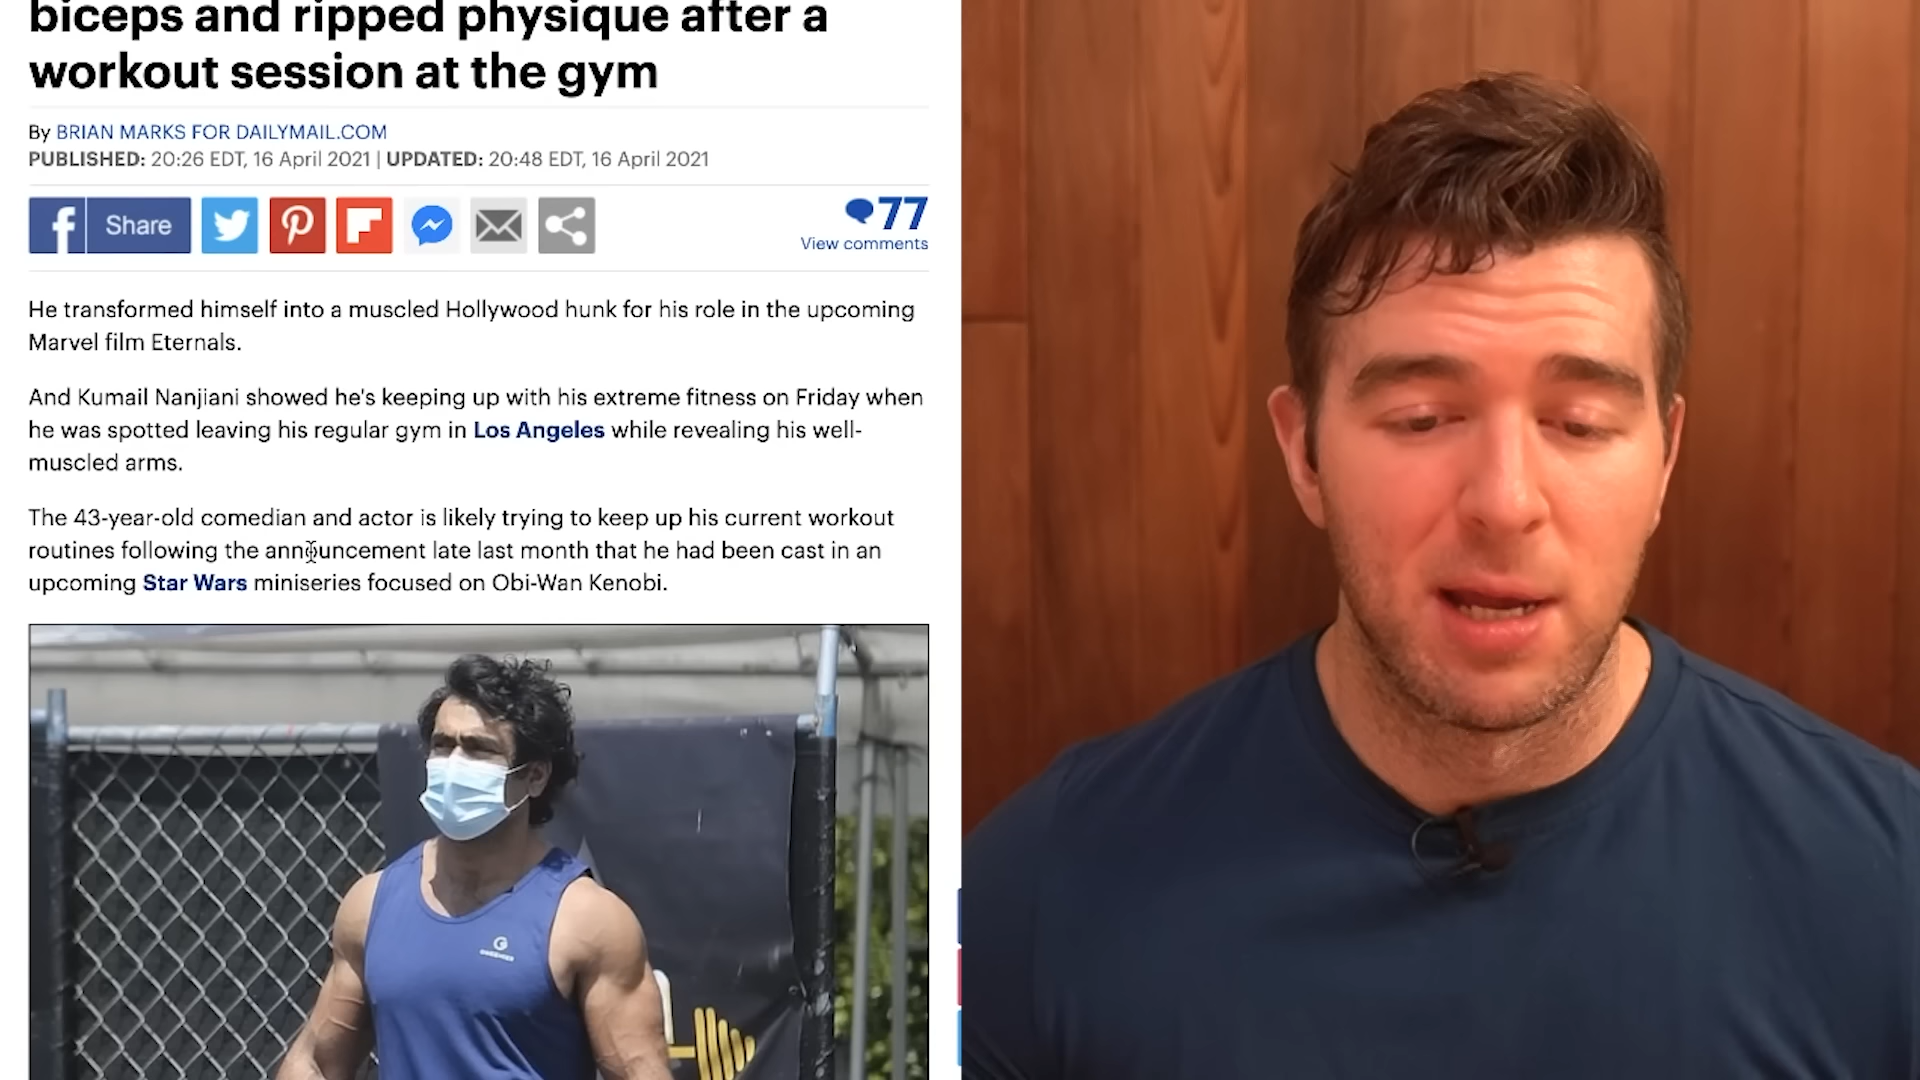 biceps and ripped physique after a
workout session at the gym
By BRIAN MARKS FOR DAILYMAIL.COM
PUBLISHED: 20:26 EDT, 16 April 2021 | UPDATED: 20:48 EDT, 16 April 2021
Share
77
View comments
He transformed himself into a muscled Hollywood hunk for his role in the upcoming
Marvel film Eternals.
And Kumail Nanjiani showed he's keeping up with his extreme fitness on Friday when
he was spotted leaving his regular gym in Los Angeles while revealing his well-
muscled arms.
The 43-year-old comedian and actor is likely trying to keep up his current workout
routines following the announcement late last month that he had been cast in an
upcoming Star Wars miniseries focused on Obi-Wan Kenobi.